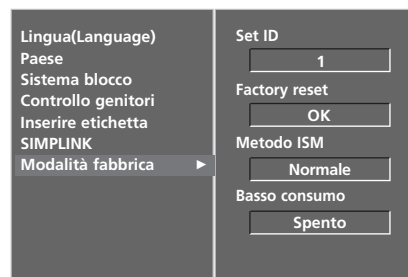 Lingua(Language)
Paese
Sistema blocco
Controllo genitori
Inserire etichetta
SIMPLINK
Modalità fabbrica ►
Set ID
1
Factory reset
OK
Metodo ISM
Normale
Basso consumo
Spento